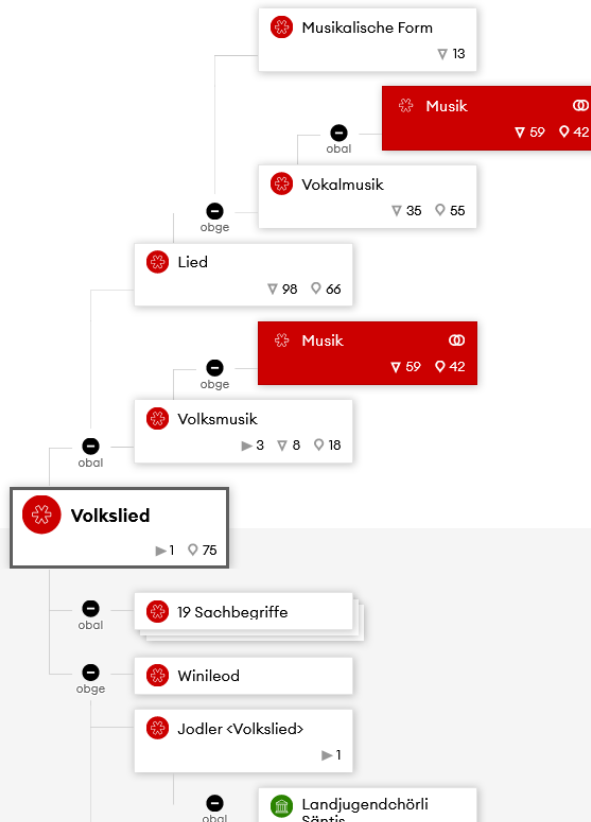 Musikalische Form
13
Musik
59 42
obal
Vokalmusik
35 55
obge
Lied
98 66
Musik
59 42
obge
Volksmusik
3 8 18
obal
Volkslied
1 75
19 Sachbegriffe
obal
Winileod
obge
Jodler <Volkslied>
1
Landjugendchörli
Säntis
obal